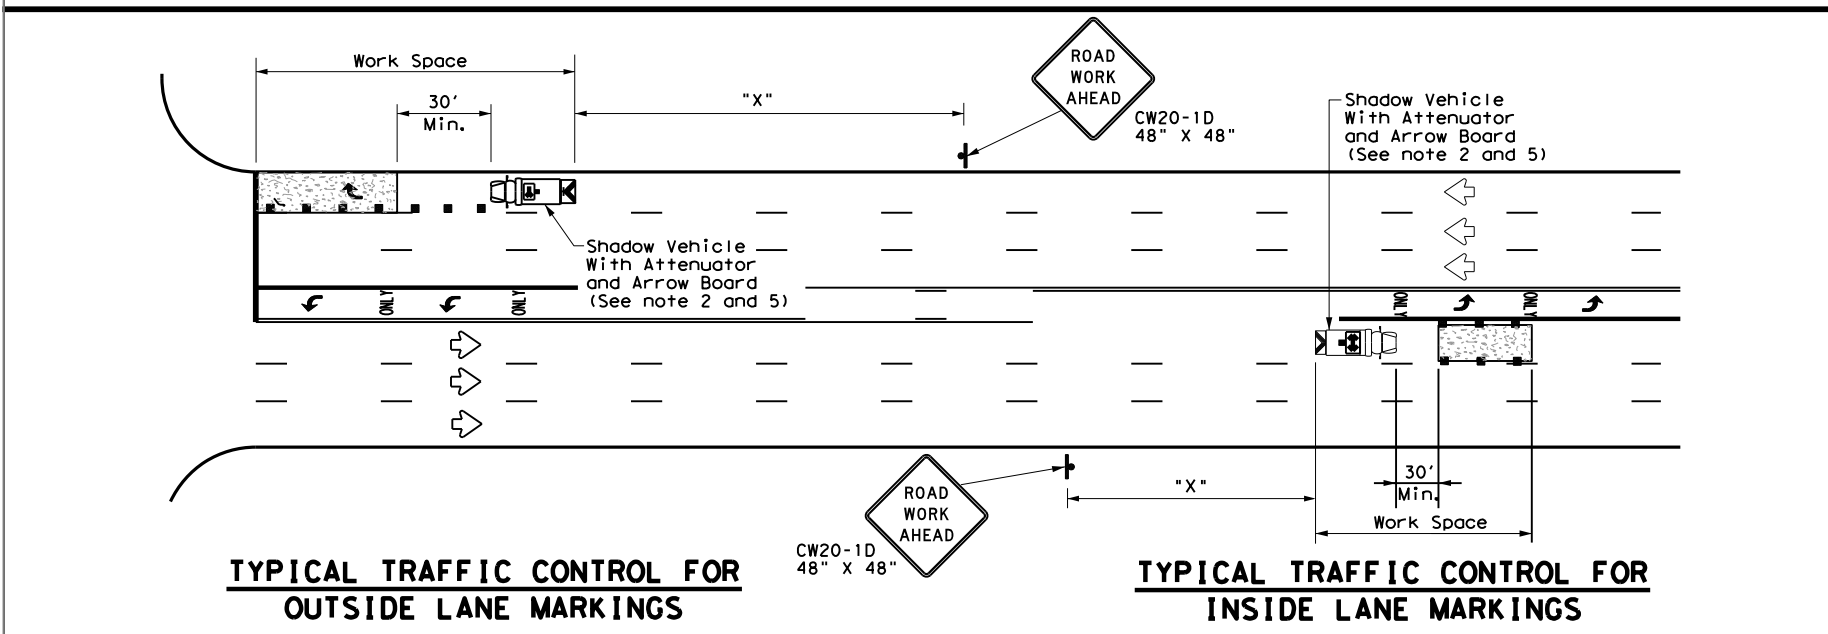 Work Space
30'
Min.
"X"
ROAD
WORK
AHEAD
CW20-1D
48" X 48"
Shadow Vehicle
With Attenuator
and Arrow Board
(See note 2 and 5)
Shadow Vehicle
With Attenuator
and Arrow Board
(See note 2 and 5)
ONLY
ONLY
ONLY
ONLY
ROAD
WORK
AHEAD
CW20-1D
48" X 48"
"X"
30'
Min.
Work Space
TYPICAL TRAFFIC CONTROL FOR
OUTSIDE LANE MARKINGS
TYPICAL TRAFFIC CONTROL FOR
INSIDE LANE MARKINGS